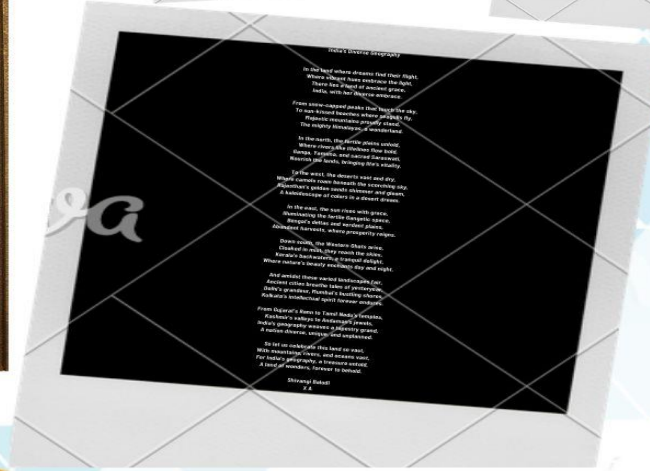 India's Diverse Geography
In the land where dreams find their flight,
Where vibrant hues embrace the light,
There lies a land of ancient grace,
India, with her diverse embrace.
From snow-capped peaks that touch the sky,
To sun-kissed beaches where seagulls fly,
Majestic mountains proudly stand,
The mighty Himalayas, a wonderland.
In the north, the fertile plains unfold,
Where rivers like lifelines flow bold,
Ganga, Yamuna, and sacred Saraswati,
Nourish the lands, bringing life's vitality.
To the west, the deserts vast and dry,
Where camels roam beneath the scorching sky,
Rajasthan's golden sands shimmer and gleam,
A kaleidoscope of colors in a desert dream.
In the east, the sun rises with grace,
Illuminating the fertile Gangetic space,
Bengal's deltas and verdant plains,
Abundant harvests, where prosperity reigns.
Down south, the Western Ghats arise,
Cloaked in mist, they reach the skies,
Kerala's backwaters, a tranquil delight,
Where nature's beauty enchants day and night.
And amidst these varied landscapes fair,
Ancient cities breathe tales of yesteryear,
Delhi's grandeur, Mumbai's bustling shores,
Kolkata's intellectual spirit forever endures.
From Gujarat's Rann to Tamil Nadu's temples,
Kashmir's valleys to Andaman's jewels,
India's geography weaves a tapestry grand,
A nation diverse, unique, and unplanned.
So let us celebrate this land so vast,
With mountains, rivers, and oceans vast,
For India's geography, a treasure untold,
A land of wonders, forever to behold.
Shivangi Baladi
X A
va